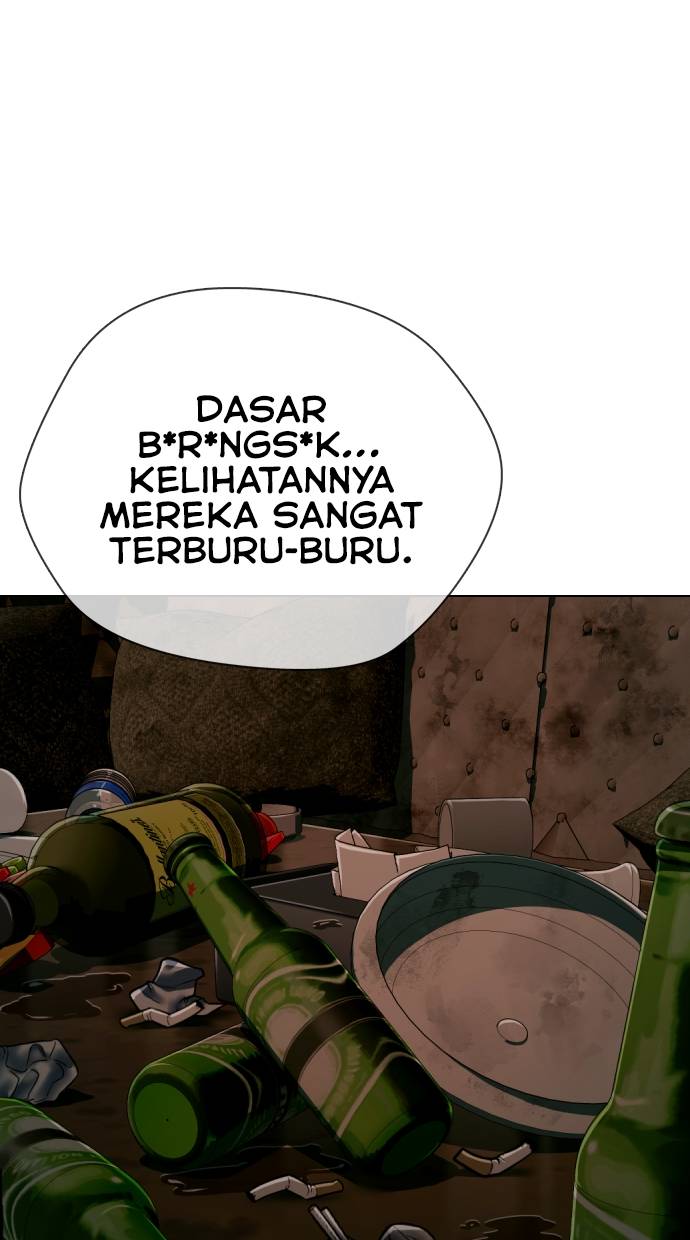 DASAR
B*R*NGS*K...
KELIHATANNYA
MEREKA SANGAT
TERBURU-BURU.